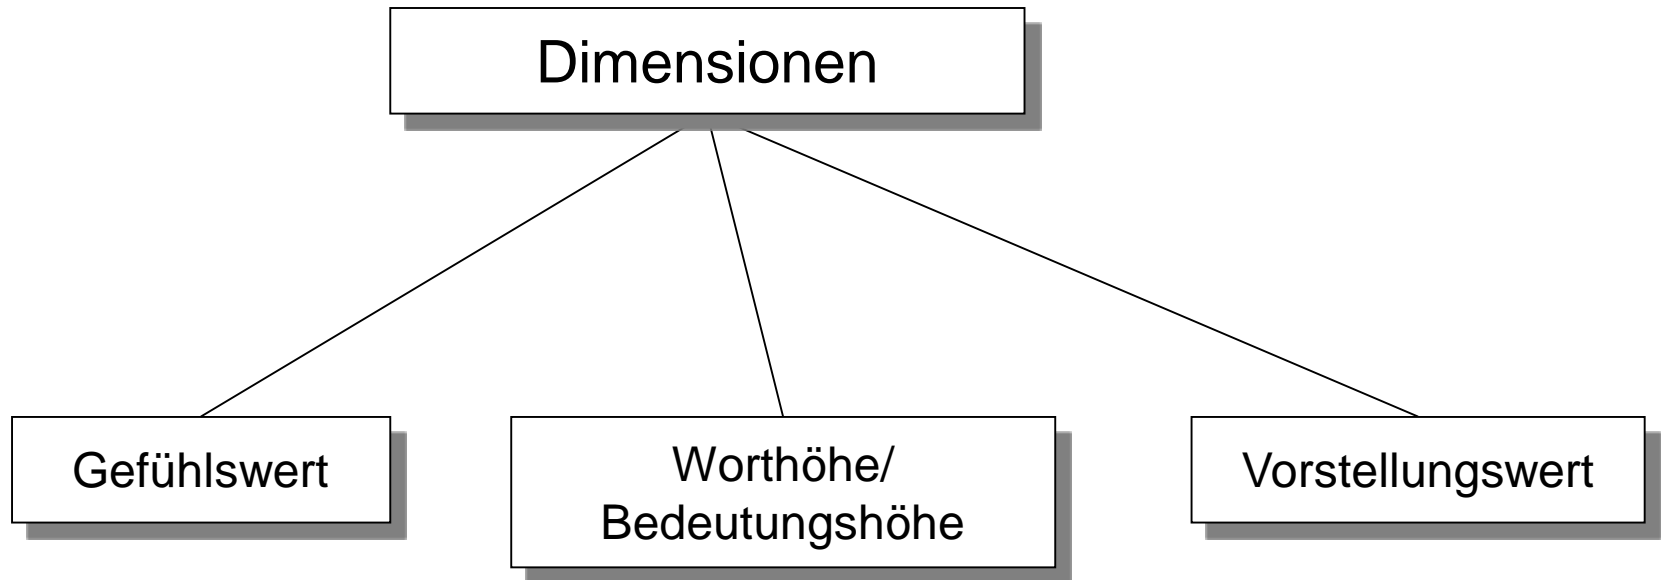 Dimensionen
Gefühlswert
Worthöhe/
Bedeutungshöhe
Vorstellungswert